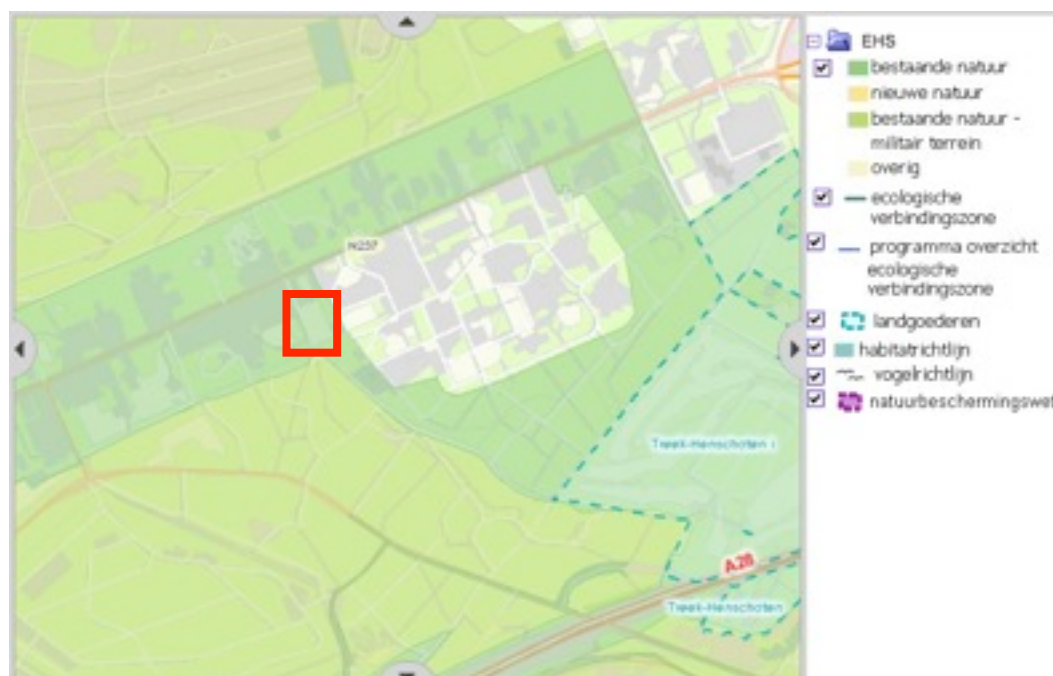 EHS
bestaande natuur
nieuwe natuur
bestaande natuur -
militair terrein
overig
ecologische
verbindingszone
programma overzicht
ecologische
verbindingszone
landgoederen
habitatrichtlijn
vogelrichtlijn
natuurbeschermingswet
N237
Treek-Henschoten
A28
Treek-Henschoten